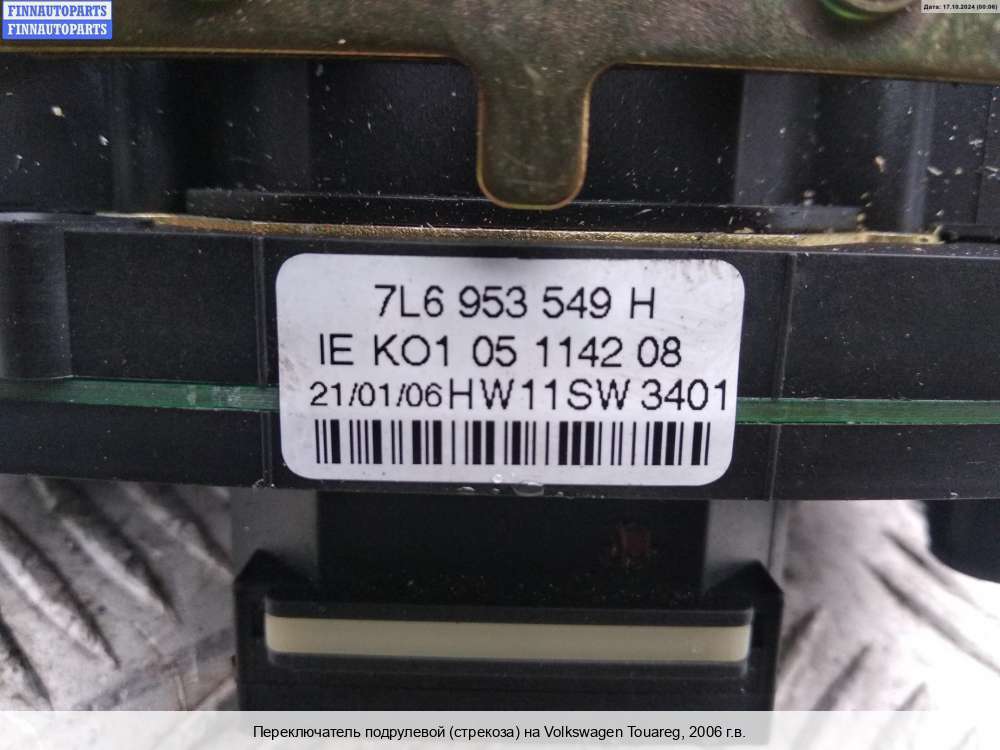 FINNAUTOPARTS
FINNAUTOPARTS
Дата: 17.10.2024 (00:06)
7L6 953 549 H
IE KO1 05 1142 08
21/01/06 HW11SW 3401
Переключатель подрулевой (стрекоза) на Volkswagen Touareg, 2006 г.в.